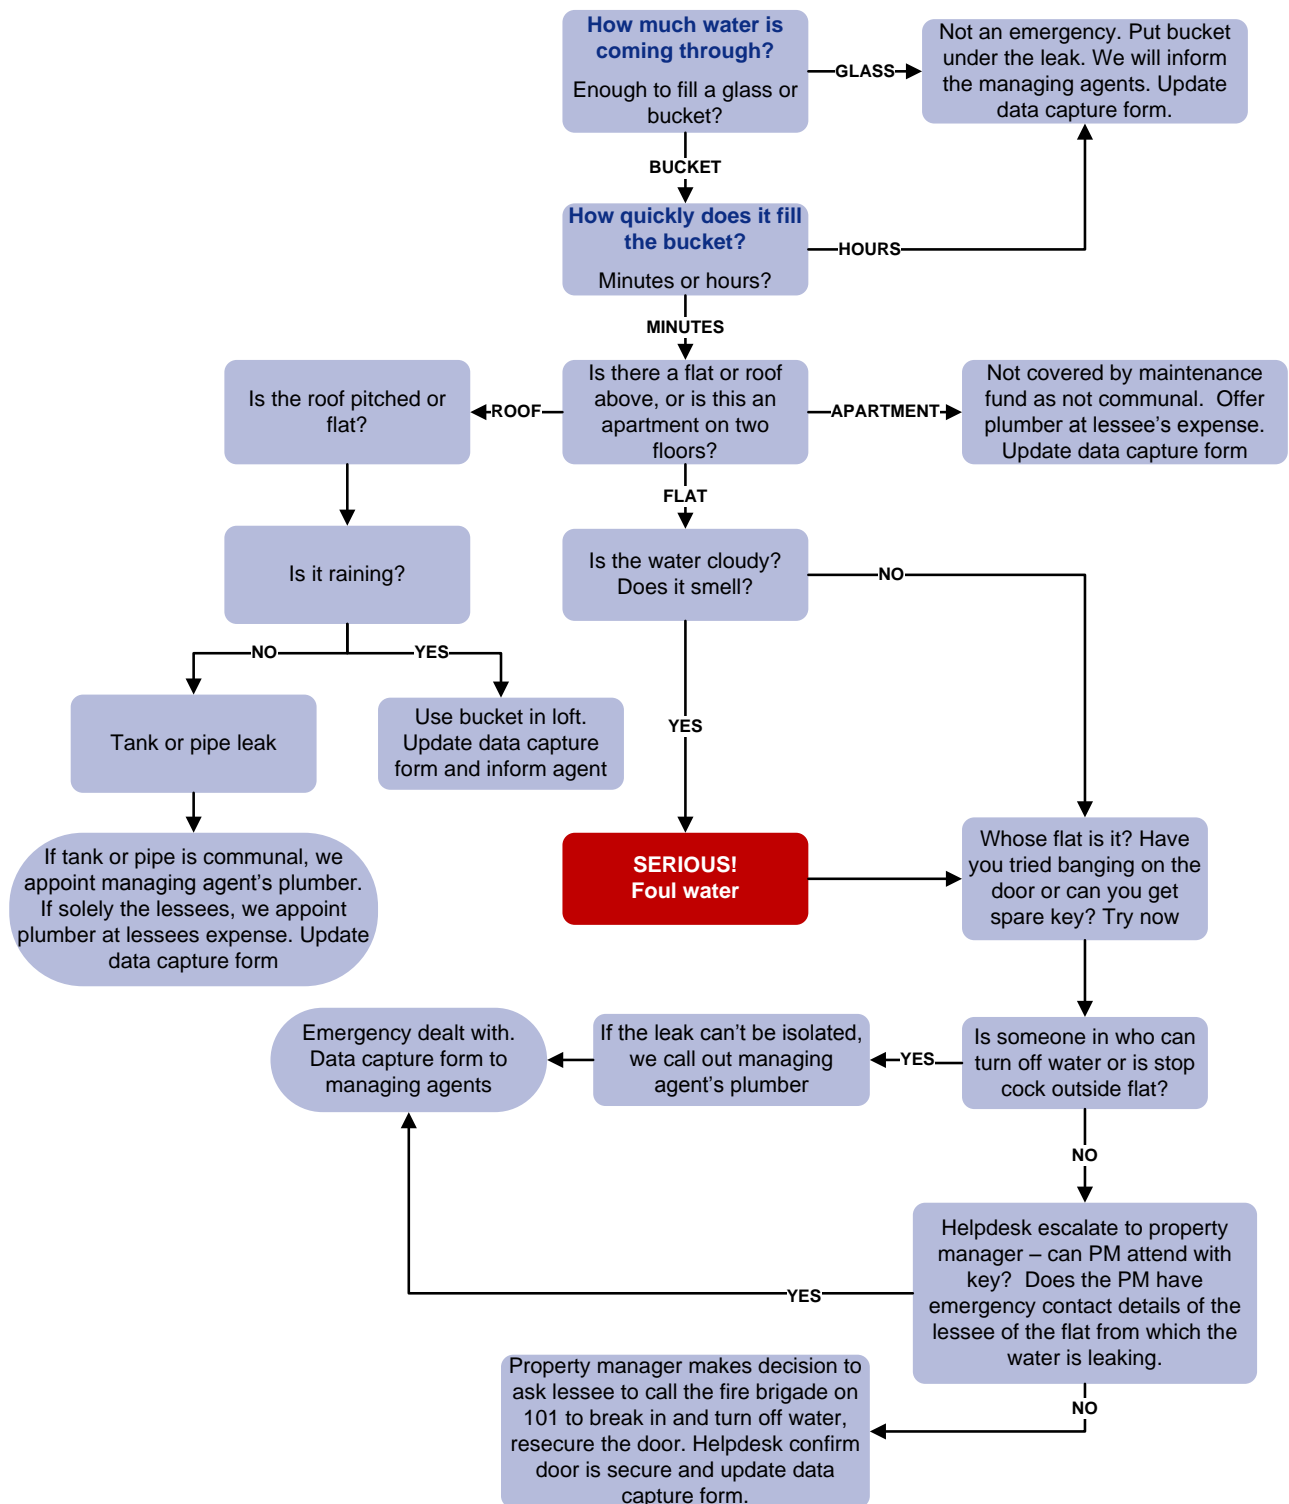 How much water is
coming through?
Enough to fill a glass or
bucket?
GLASS
Not an emergency. Put bucket
under the leak. We will inform
the managing agents. Update
data capture form.
BUCKET
How quickly does it fill
the bucket?
Minutes or hours?
HOURS
MINUTES
Is the roof pitched or
flat?
ROOF
Is there a flat or roof
above, or is this an
apartment on two
floors?
APARTMENT
Not covered by maintenance
fund as not communal.  Offer
plumber at lessee's expense.
Update data capture form
FLAT
Is it raining?
Is the water cloudy?
Does it smell?
NO
NO
YES
Tank or pipe leak
Use bucket in loft.
Update data capture
form and inform agent
YES
If tank or pipe is communal, we
appoint managing agent's plumber.
If solely the lessees, we appoint
plumber at lessees expense. Update
data capture form
SERIOUS!
Foul water
Whose flat is it? Have
you tried banging on the
door or can you get
spare key? Try now
Emergency dealt with.
Data capture form to
managing agents
If the leak can't be isolated,
we call out managing
agent's plumber
YES
Is someone in who can
turn off water or is stop
cock outside flat?
NO
Helpdesk escalate to property
manager – can PM attend with
key?  Does the PM have
emergency contact details of the
lessee of the flat from which the
water is leaking.
YES
NO
Property manager makes decision to
ask lessee to call the fire brigade on
101 to break in and turn off water,
resecure the door. Helpdesk confirm
door is secure and update data
capture form.